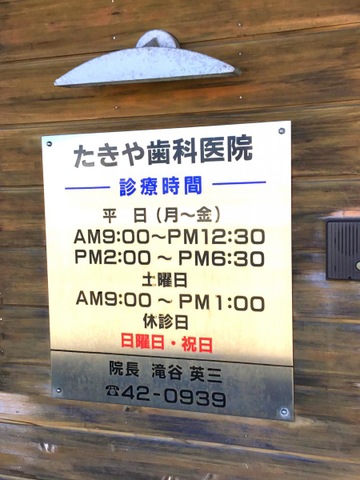 たきや歯科医院
診療時間
平 日（月～金）
AM9:00～PM12:30
PM2:00 ～ PM6:30
土曜日
AM9:00 ～ PM1:00
休診日
日曜日・祝日
院長 滝谷 英三
☎42-0939